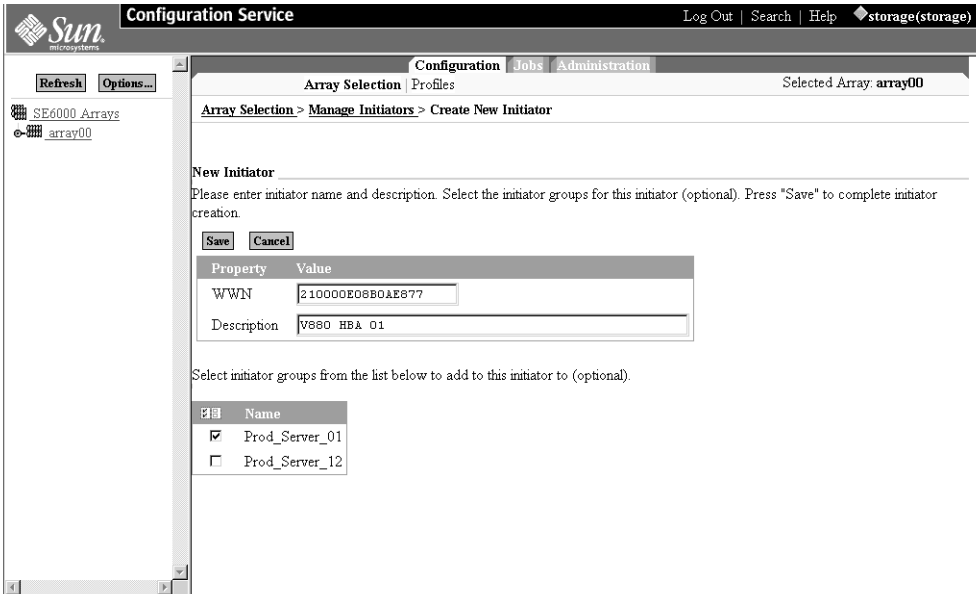 Sun
microsystems
Configuration Service
Log Out | Search | Help
storage(storage)
Refresh
Options...
SE6000 Arrays
array00
Configuration
Jobs
Administration
Array Selection | Profiles
Selected Array: array00
Array Selection > Manage Initiators > Create New Initiator
New Initiator
Please enter initiator name and description. Select the initiator groups for this initiator (optional). Press "Save" to complete initiator
creation.
Save
Cancel
Property Value
WWN 210000E08B0AE877
Description V880 HBA 01
Select initiator groups from the list below to add to this initiator to (optional).
Name
Prod_Server_01
Prod_Server_12